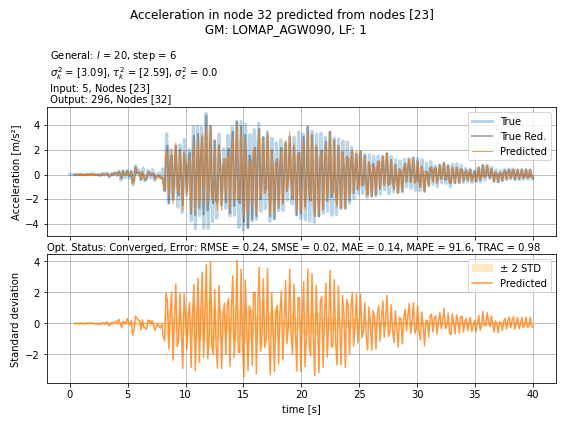 Acceleration in node 32 predicted from nodes [23]
GM: LOMAP_AGW090, LF: 1
General: l = 20, step = 6
σ²ₖ = [3.09], τ²ₖ = [2.59], σ²ₑ = 0.0
Input: 5, Nodes [23]
Output: 296, Nodes [32]
Acceleration [m/s²]
4
2
0
−2
−4
True
True Red.
Predicted
Opt. Status: Converged, Error: RMSE = 0.24, SMSE = 0.02, MAE = 0.14, MAPE = 91.6, TRAC = 0.98
Standard deviation
4
2
0
−2
± 2 STD
Predicted
0 5 10 15 20 25 30 35 40
time [s]